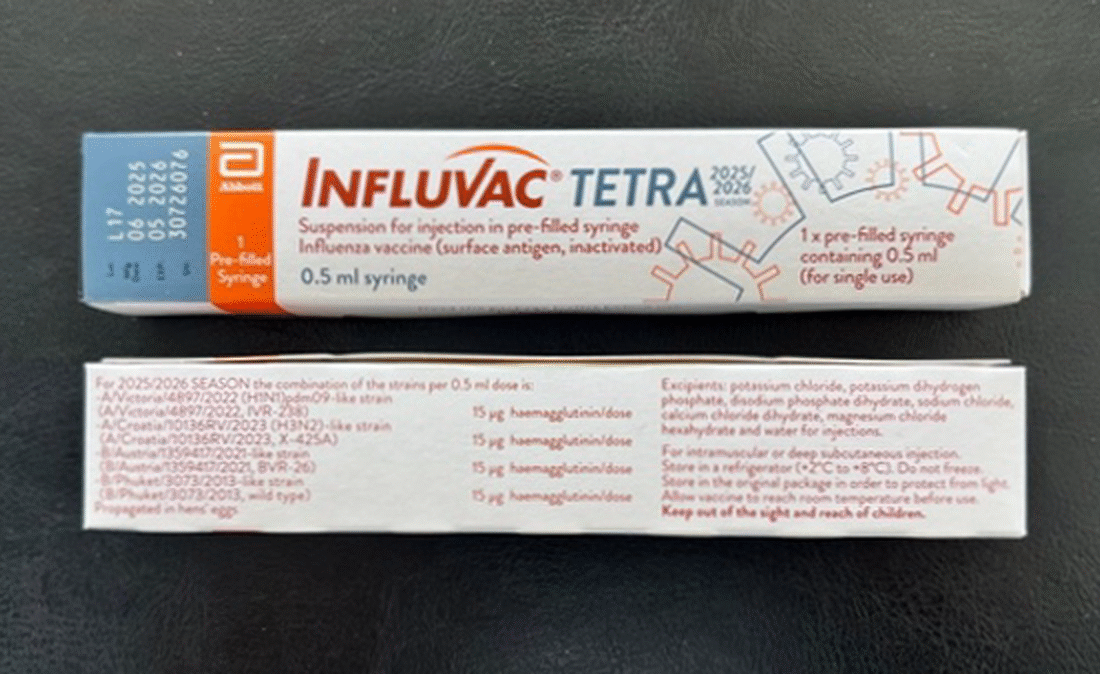 L17
06 2025
05 2026
30726076
Abbott
1
Pre-filled
Syringe
INFLUVAC® TETRA 2025/
2026
SEASON
Suspension for injection in pre-filled syringe
Influenza vaccine (surface antigen, inactivated)
0.5 ml syringe
1 x pre-filled syringe
containing 0.5 ml
(for single use)
For 2025/2026 SEASON the combination of the strains per 0.5 ml dose is:
-A/Victoria/4897/2022 (H1N1)pdm09-like strain
(A/Victoria/4897/2022, IVR-238) 15 µg haemagglutinin/dose
-A/Croatia/10136RV/2023 (H3N2)-like strain
(A/Croatia/10136RV/2023, X-425A) 15 µg haemagglutinin/dose
-B/Austria/1359417/2021-like strain
(B/Austria/1359417/2021, BVR-26) 15 µg haemagglutinin/dose
-B/Phuket/3073/2013-like strain
(B/Phuket/3073/2013, wild type) 15 µg haemagglutinin/dose
Propagated in hens' eggs
Excipients: potassium chloride, potassium dihydrogen
phosphate, disodium phosphate dihydrate, sodium chloride,
calcium chloride dihydrate, magnesium chloride
hexahydrate and water for injections.
For intramuscular or deep subcutaneous injection.
Store in a refrigerator (+2°C to +8°C). Do not freeze.
Store in the original package in order to protect from light.
Allow vaccine to reach room temperature before use.
Keep out of the sight and reach of children.